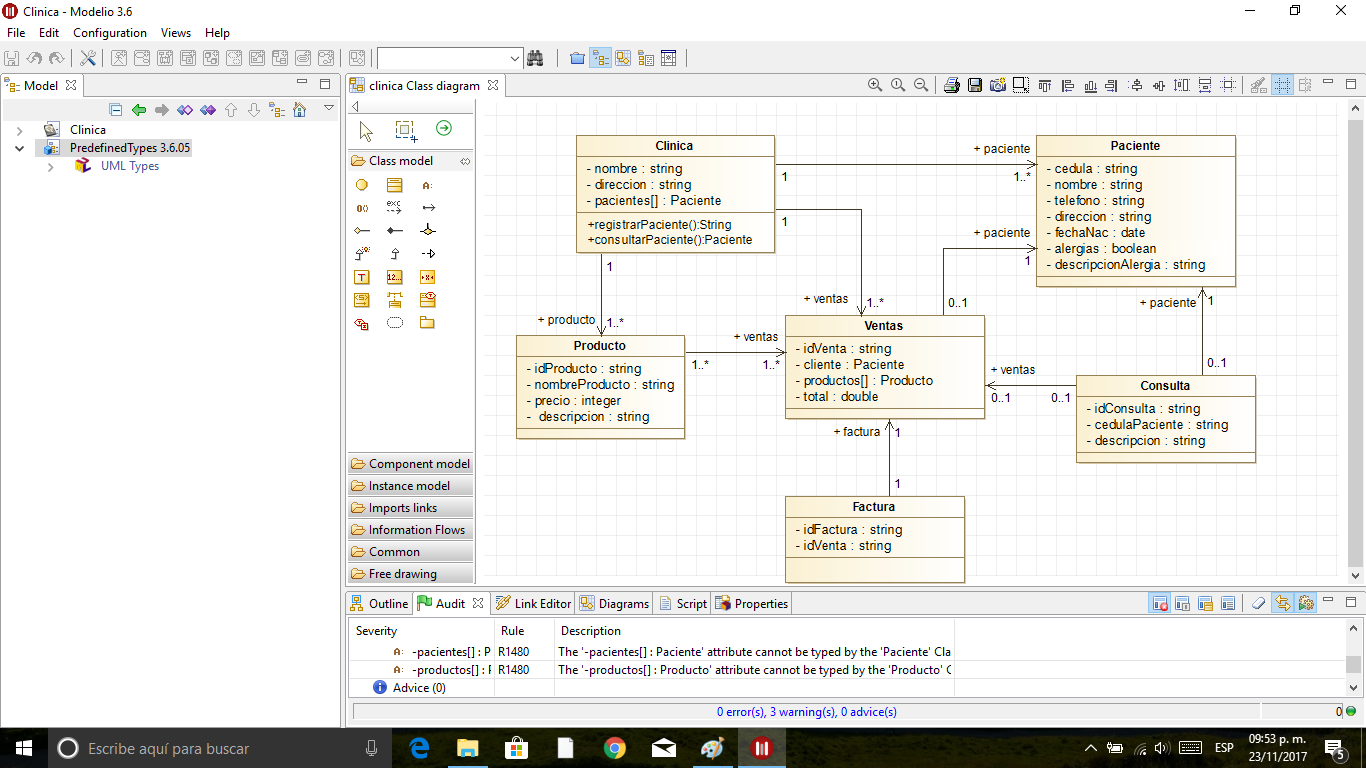 Clinica - Modelio 3.6
File Edit Configuration Views Help
Model
Clinica
PredefinedTypes 3.6.05
UML Types
clinica Class diagram
Class model
Component model
Instance model
Imports links
Information Flows
Common
Free drawing
Clinica
- nombre : string
- direccion : string
- pacientes[] : Paciente
+registrarPaciente():String
+consultarPaciente():Paciente
1
+ paciente
1..*
1
+ ventas
1..*
1
+ producto
1..*
Paciente
- cedula : string
- nombre : string
- telefono : string
- direccion : string
- fechaNac : date
- alergias : boolean
- descripcionAlergia : string
+ paciente
1
0..1
+ paciente
1
0..1
Producto
- idProducto : string
- nombreProducto : string
- precio : integer
- descripcion : string
+ ventas
1..*
1..*
Ventas
- idVenta : string
- cliente : Paciente
- productos[] : Producto
- total : double
+ ventas
0..1
0..1
Consulta
- idConsulta : string
- cedulaPaciente : string
- descripcion : string
+ factura
1
1
Factura
- idFactura : string
- idVenta : string
Outline Audit Link Editor Diagrams Script Properties
Severity Rule Description
A: -pacientes[] : P R1480 The '-pacientes[] : Paciente' attribute cannot be typed by the 'Paciente' Cla
A: -productos[] : F R1480 The '-productos[] : Producto' attribute cannot be typed by the 'Producto' C
Advice (0)
0 error(s), 3 warning(s), 0 advice(s)
0
Escribe aquí para buscar
ESP
09:53 p. m.
23/11/2017
5